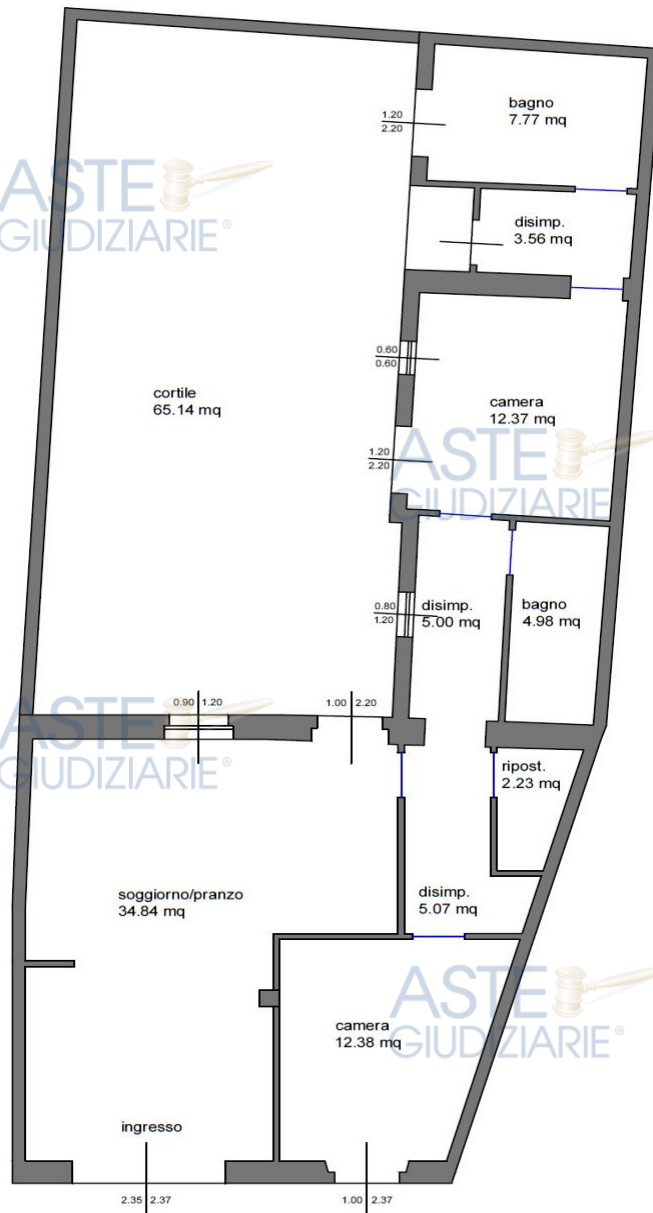 bagno
7.77 mq
1.20
2.20
ASTE
GIUDIZIARIE®
disimp.
3.56 mq
0.60
0.60
cortile
65.14 mq
camera
12.37 mq
1.20
2.20
ASTE
GIUDIZIARIE®
0.80
1.20
disimp.
5.00 mq
bagno
4.98 mq
0.90 1.20
1.00 2.20
ASTE
GIUDIZIARIE®
ripost.
2.23 mq
soggiorno/pranzo
34.84 mq
disimp.
5.07 mq
ASTE
GIUDIZIARIE®
camera
12.38 mq
ingresso
2.35 2.37
1.00 2.37